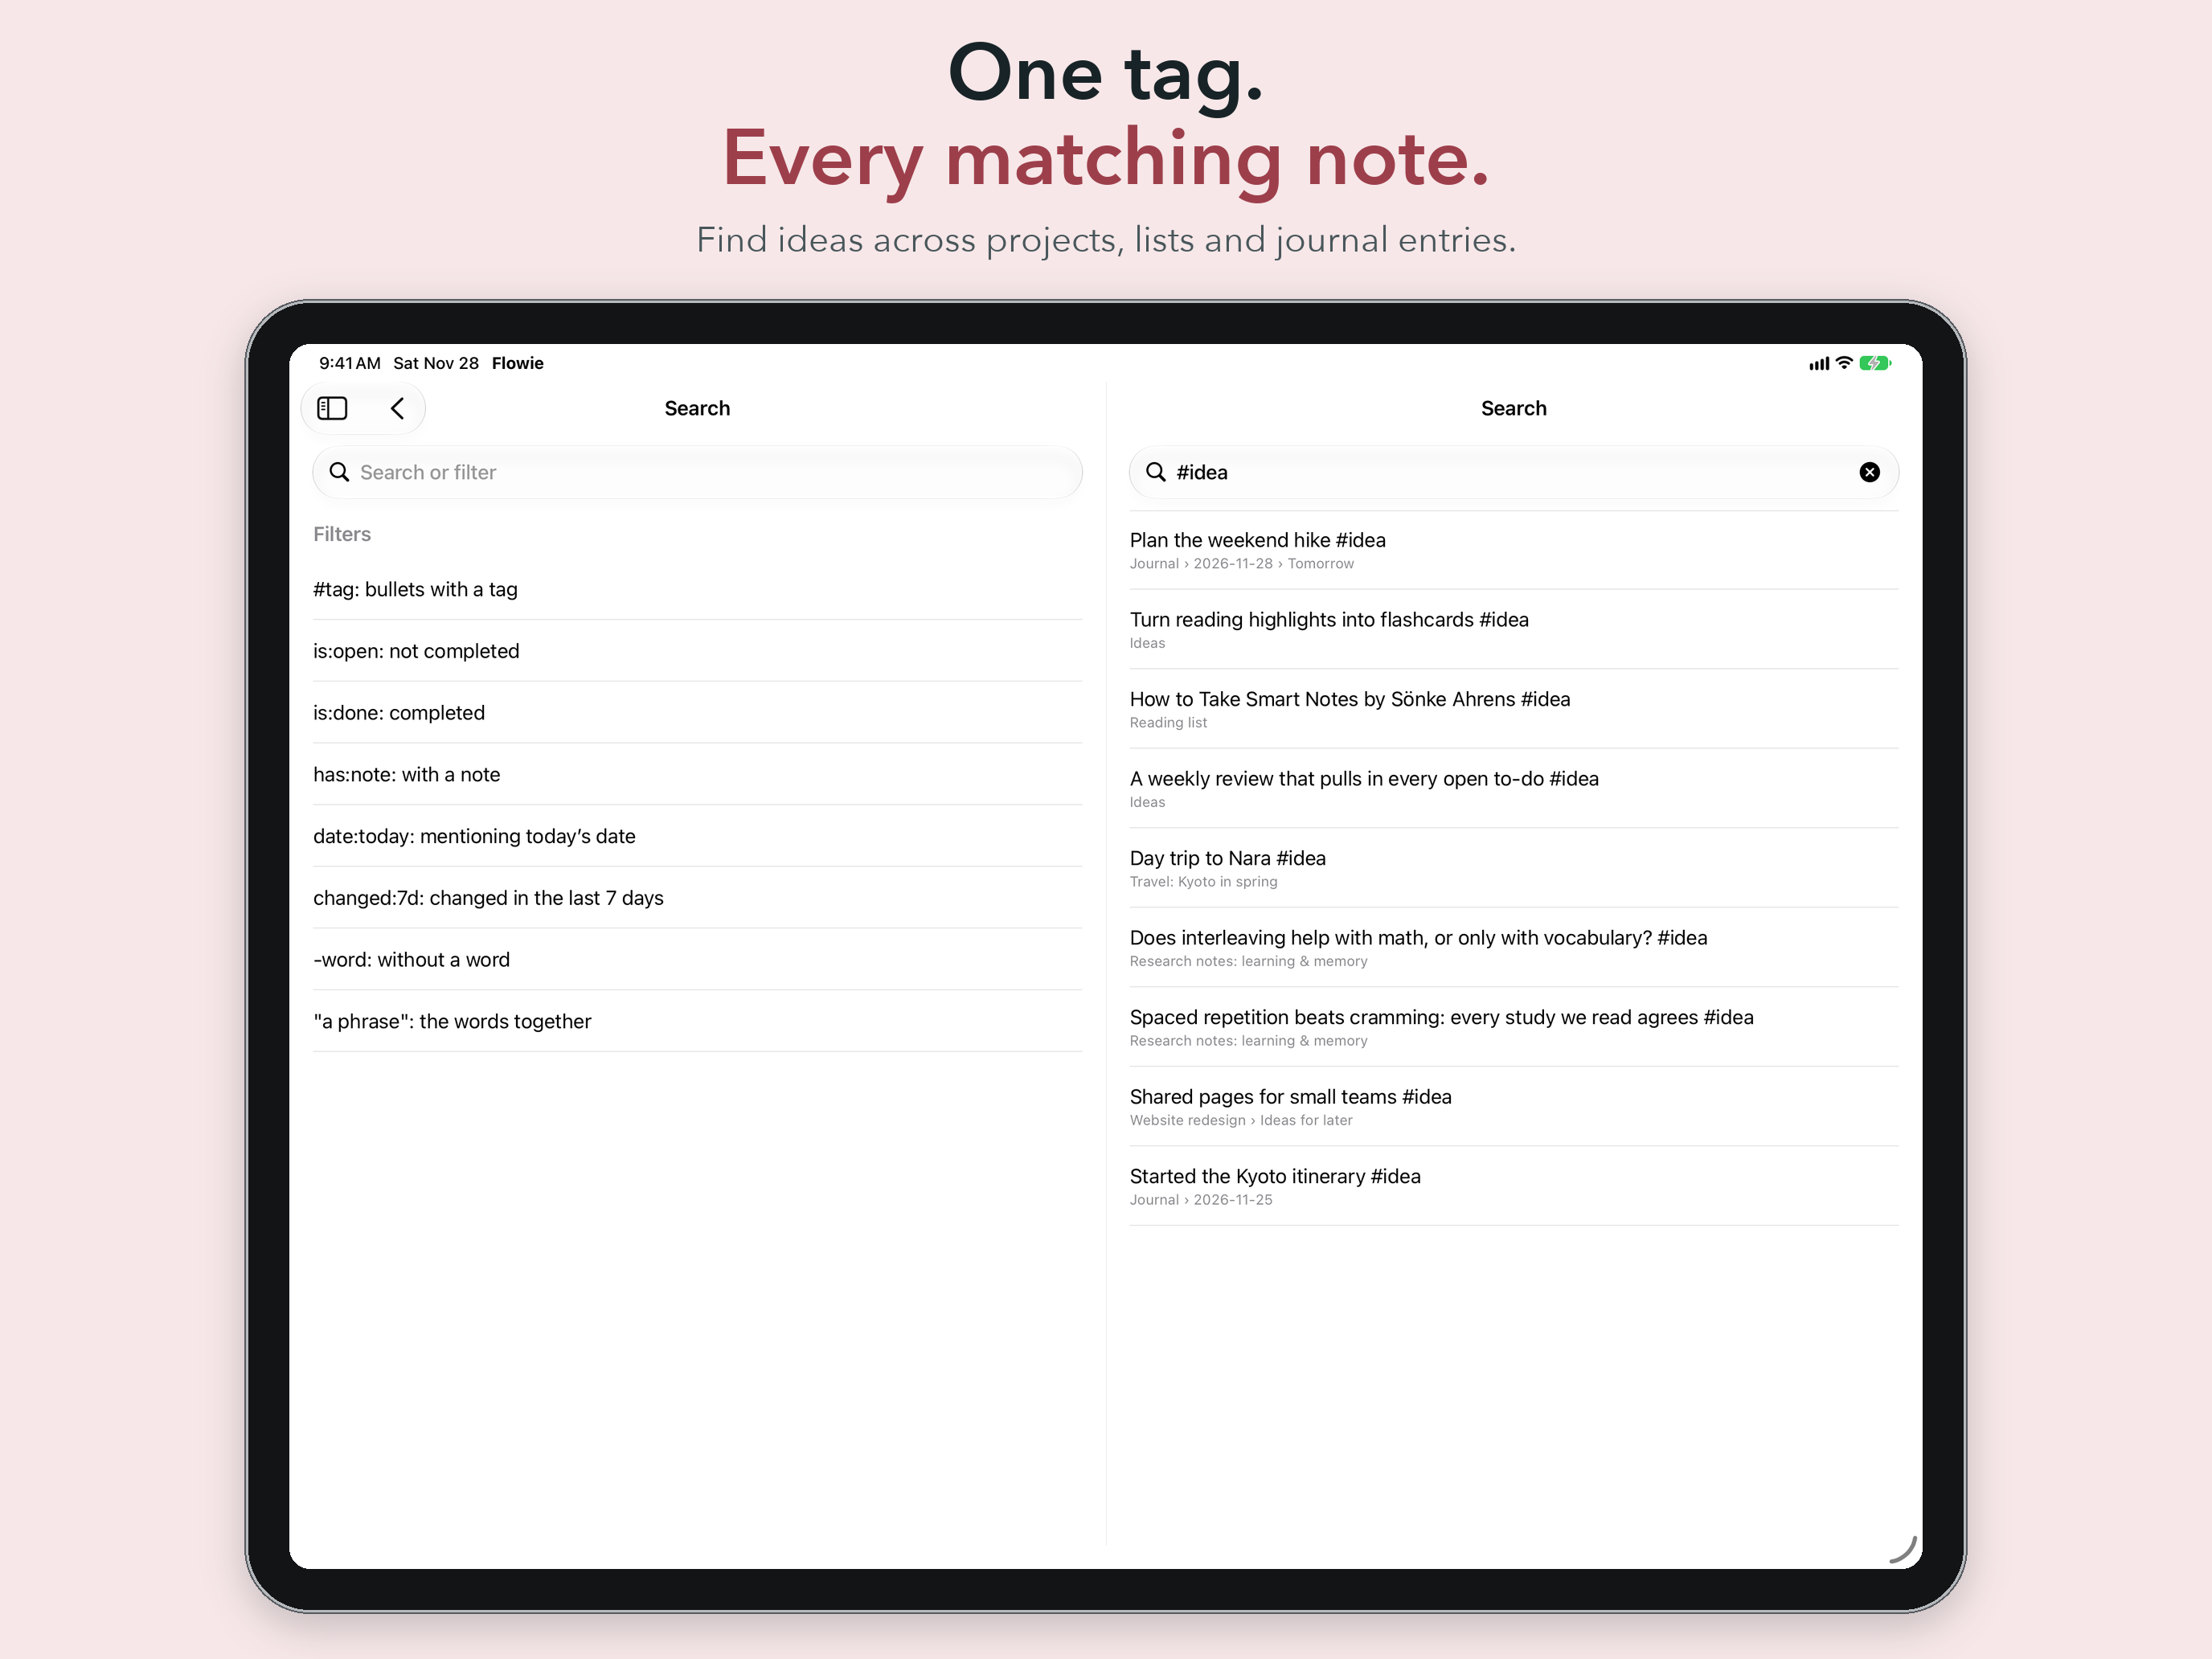 One tag.
Every matching note.
Find ideas across projects, lists and journal entries.
9:41 AM Sat Nov 28 Flowie
Search
Search or filter
Filters
#tag: bullets with a tag
is:open: not completed
is:done: completed
has:note: with a note
date:today: mentioning today’s date
changed:7d: changed in the last 7 days
-word: without a word
"a phrase": the words together
Search
#idea
Plan the weekend hike #idea
Journal › 2026-11-28 › Tomorrow
Turn reading highlights into flashcards #idea
Ideas
How to Take Smart Notes by Sönke Ahrens #idea
Reading list
A weekly review that pulls in every open to-do #idea
Ideas
Day trip to Nara #idea
Travel: Kyoto in spring
Does interleaving help with math, or only with vocabulary? #idea
Research notes: learning & memory
Spaced repetition beats cramming: every study we read agrees #idea
Research notes: learning & memory
Shared pages for small teams #idea
Website redesign › Ideas for later
Started the Kyoto itinerary #idea
Journal › 2026-11-25